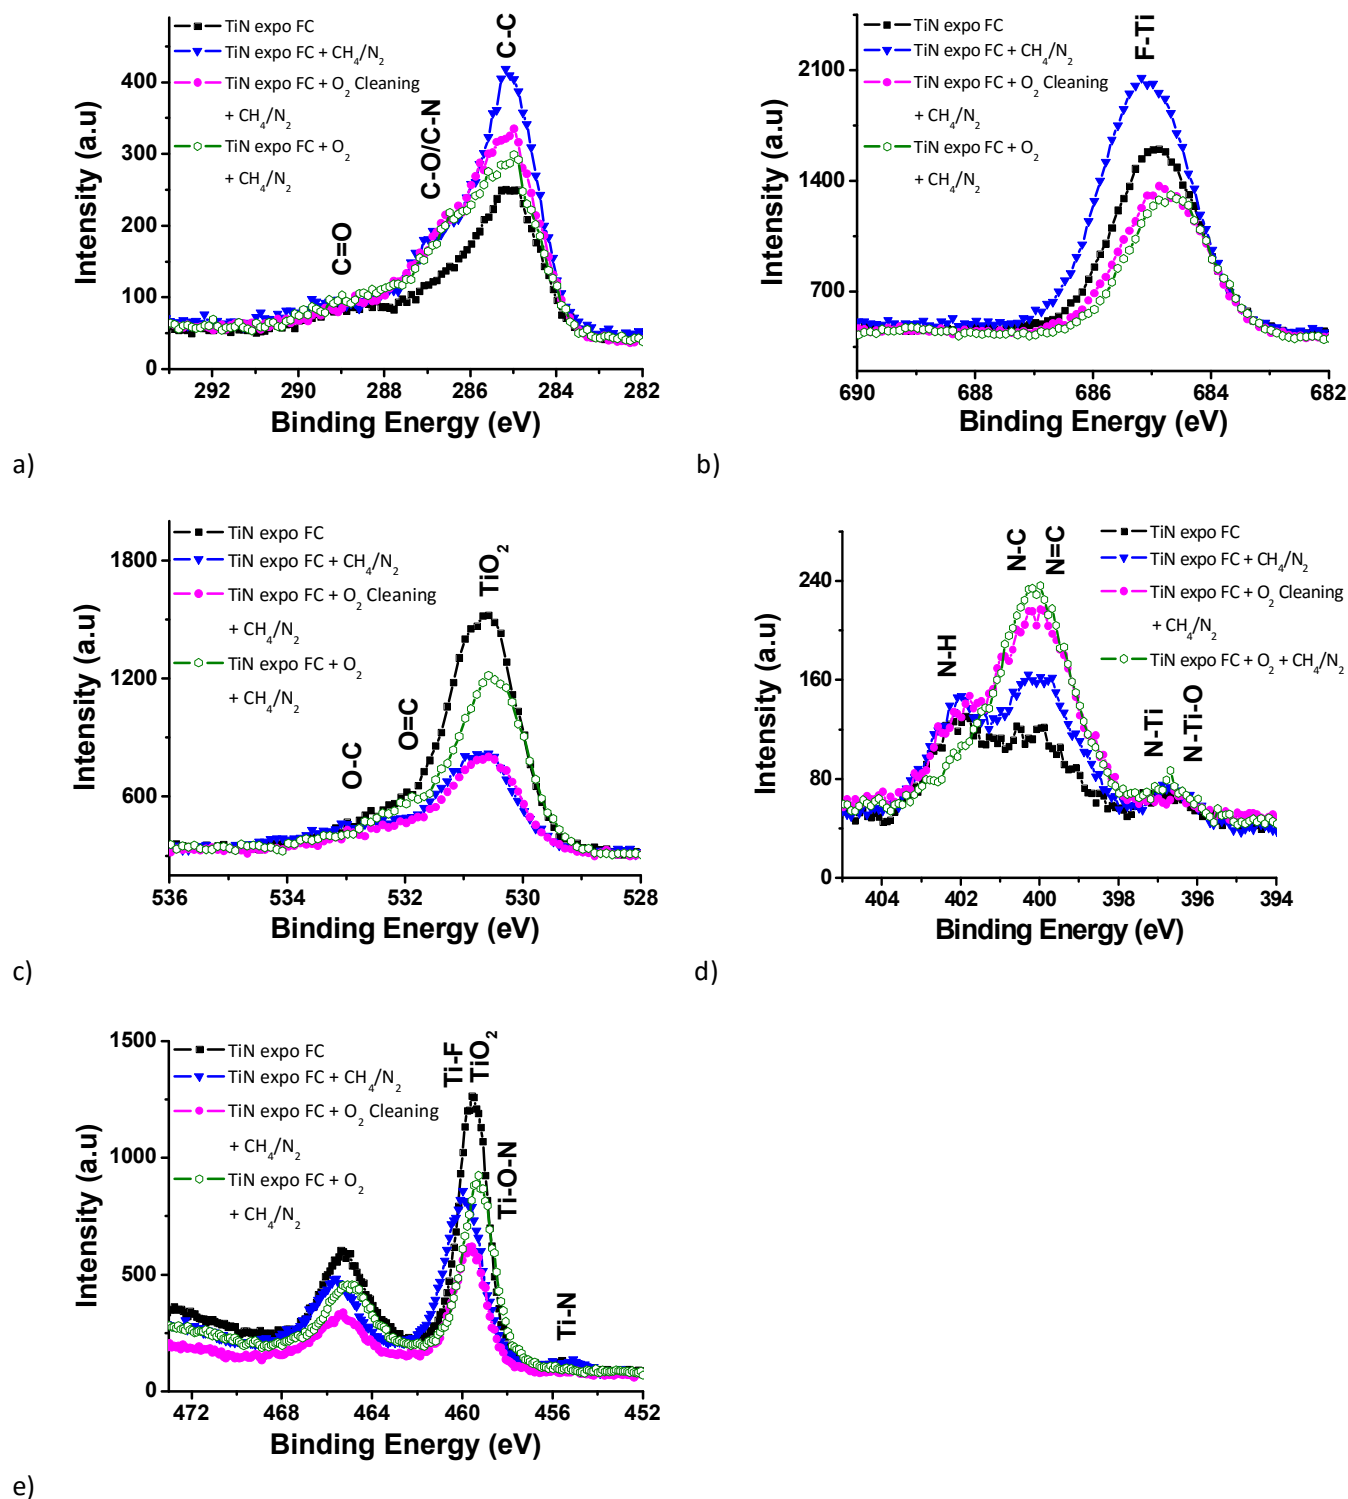 TiN expo FC
TiN expo FC + CH₄/N₂
TiN expo FC + O₂ Cleaning
+ CH₄/N₂
TiN expo FC + O₂
+ CH₄/N₂
C=O
C-O/C-N
C-C
Intensity (a.u)
400
300
200
100
0
292 290 288 286 284 282
Binding Energy (eV)
a)
TiN expo FC
TiN expo FC + CH₄/N₂
TiN expo FC + O₂ Cleaning
+ CH₄/N₂
TiN expo FC + O₂
+ CH₄/N₂
F-Ti
Intensity (a.u)
2100
1400
700
690 688 686 684 682
Binding Energy (eV)
b)
TiN expo FC
TiN expo FC + CH₄/N₂
TiN expo FC + O₂ Cleaning
+ CH₄/N₂
TiN expo FC + O₂
+ CH₄/N₂
O-C
O=C
TiO₂
Intensity (a.u)
1800
1200
600
536 534 532 530 528
Binding Energy (eV)
c)
TiN expo FC
TiN expo FC + CH₄/N₂
TiN expo FC + O₂ Cleaning
+ CH₄/N₂
TiN expo FC + O₂ + CH₄/N₂
N-H
N-C
N=C
N-Ti
N-Ti-O
Intensity (a.u)
240
160
80
0
404 402 400 398 396 394
Binding Energy (eV)
d)
TiN expo FC
TiN expo FC + CH₄/N₂
TiN expo FC + O₂ Cleaning
+ CH₄/N₂
TiN expo FC + O₂
+ CH₄/N₂
Ti-F
TiO₂
Ti-O-N
Ti-N
Intensity (a.u)
1500
1000
500
0
472 468 464 460 456 452
Binding Energy (eV)
e)